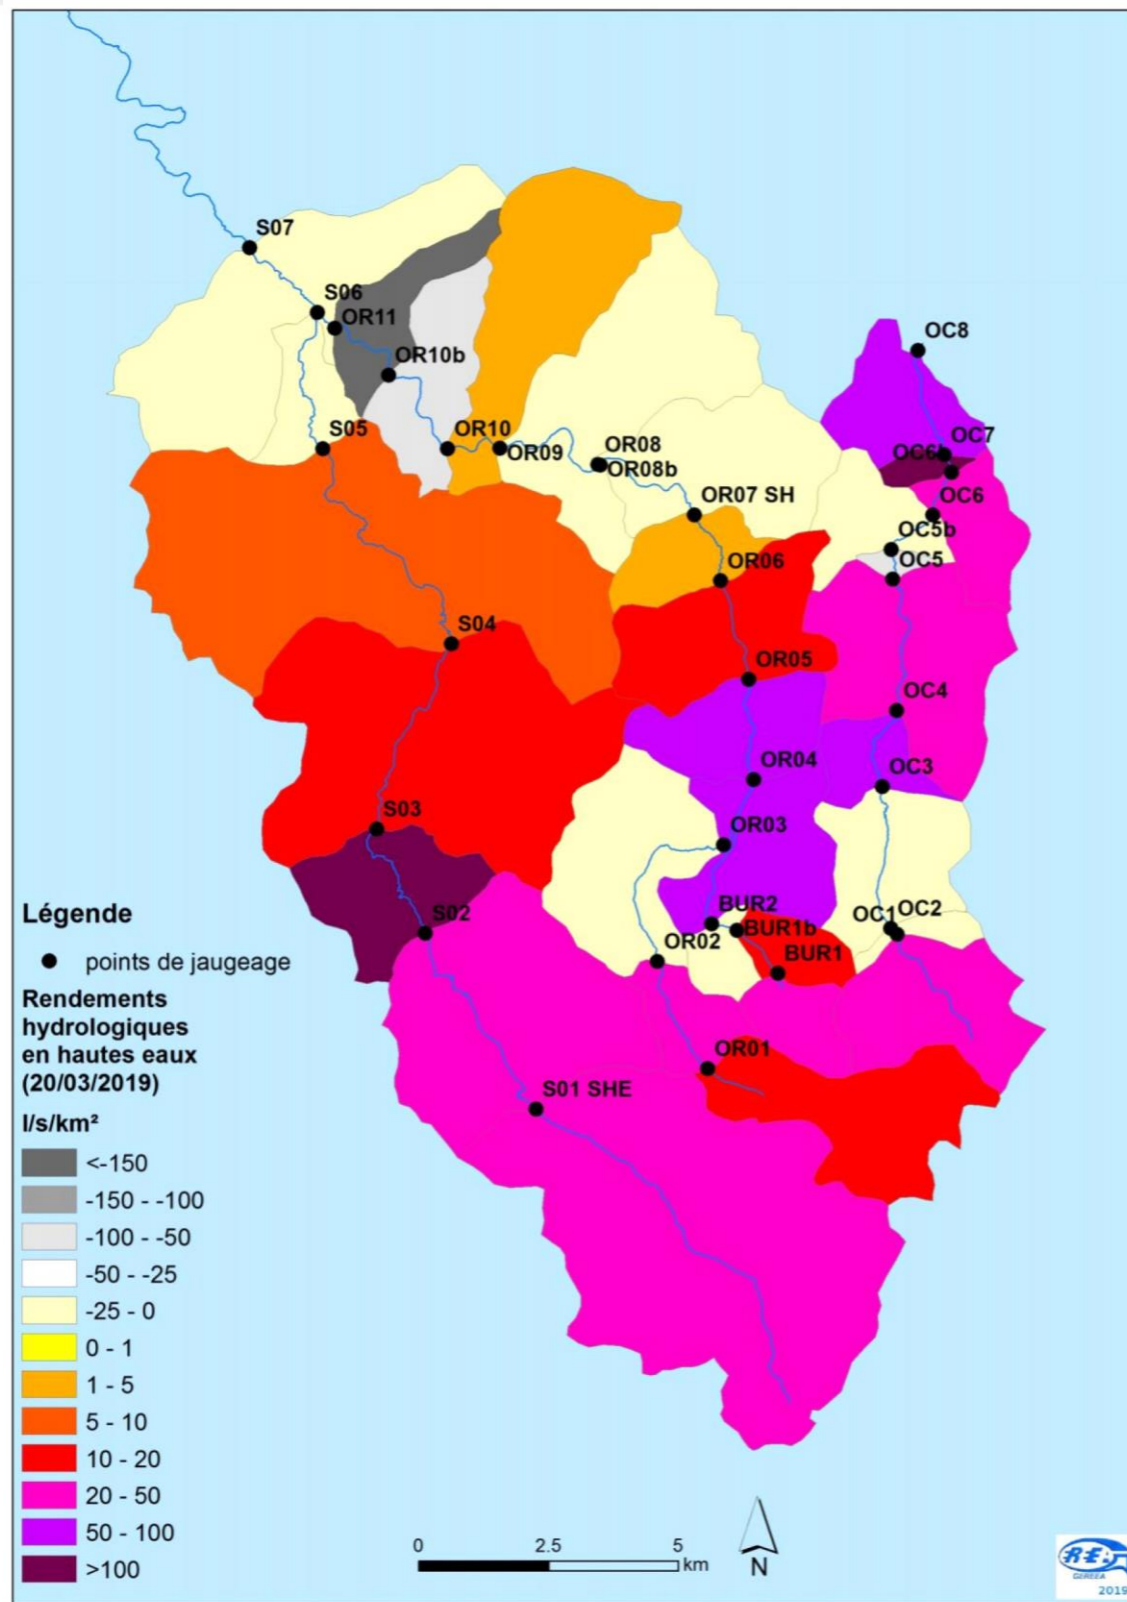 S07
S06
OR11
OR10b
OC8
S05
OR10
OR09
OR08
OR08b
OC7
OC6b
OC6
OR07 SH
OC5b
OC5
OR06
S04
OR05
OC4
OR04
OC3
S03
OR03
S02
BUR2
BUR1b
OC1
OC2
OR02
BUR1
OR01
S01 SHE
Légende
points de jaugeage
Rendements
hydrologiques
en hautes eaux
(20/03/2019)
l/s/km²
<-150
-150 - -100
-100 - -50
-50 - -25
-25 - 0
0 - 1
1 - 5
5 - 10
10 - 20
20 - 50
50 - 100
>100
0 2.5 5
km
N
GEREEA
2019